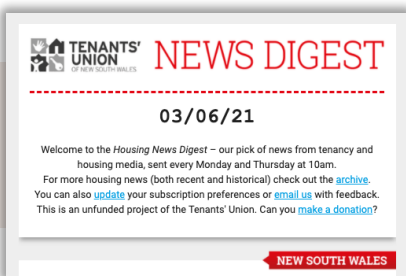 TENANTS' UNION OF NEW SOUTH WALES NEWS DIGEST
03/06/21
Welcome to the Housing News Digest – our pick of news from tenancy and
housing media, sent every Monday and Thursday at 10am.
For more housing news (both recent and historical) check out the archive.
You can also update your subscription preferences or email us with feedback.
This is an unfunded project of the Tenants' Union. Can you make a donation?
NEW SOUTH WALES